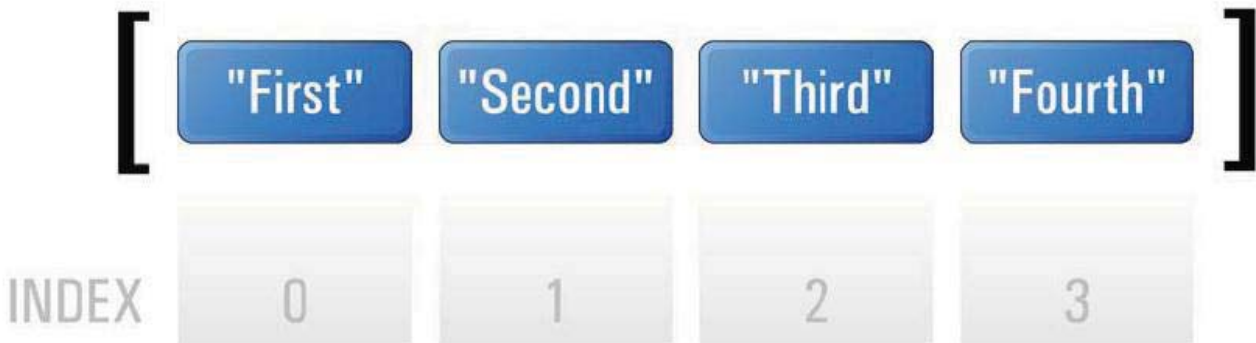 [ "First" "Second" "Third" "Fourth" ]
INDEX 0 1 2 3